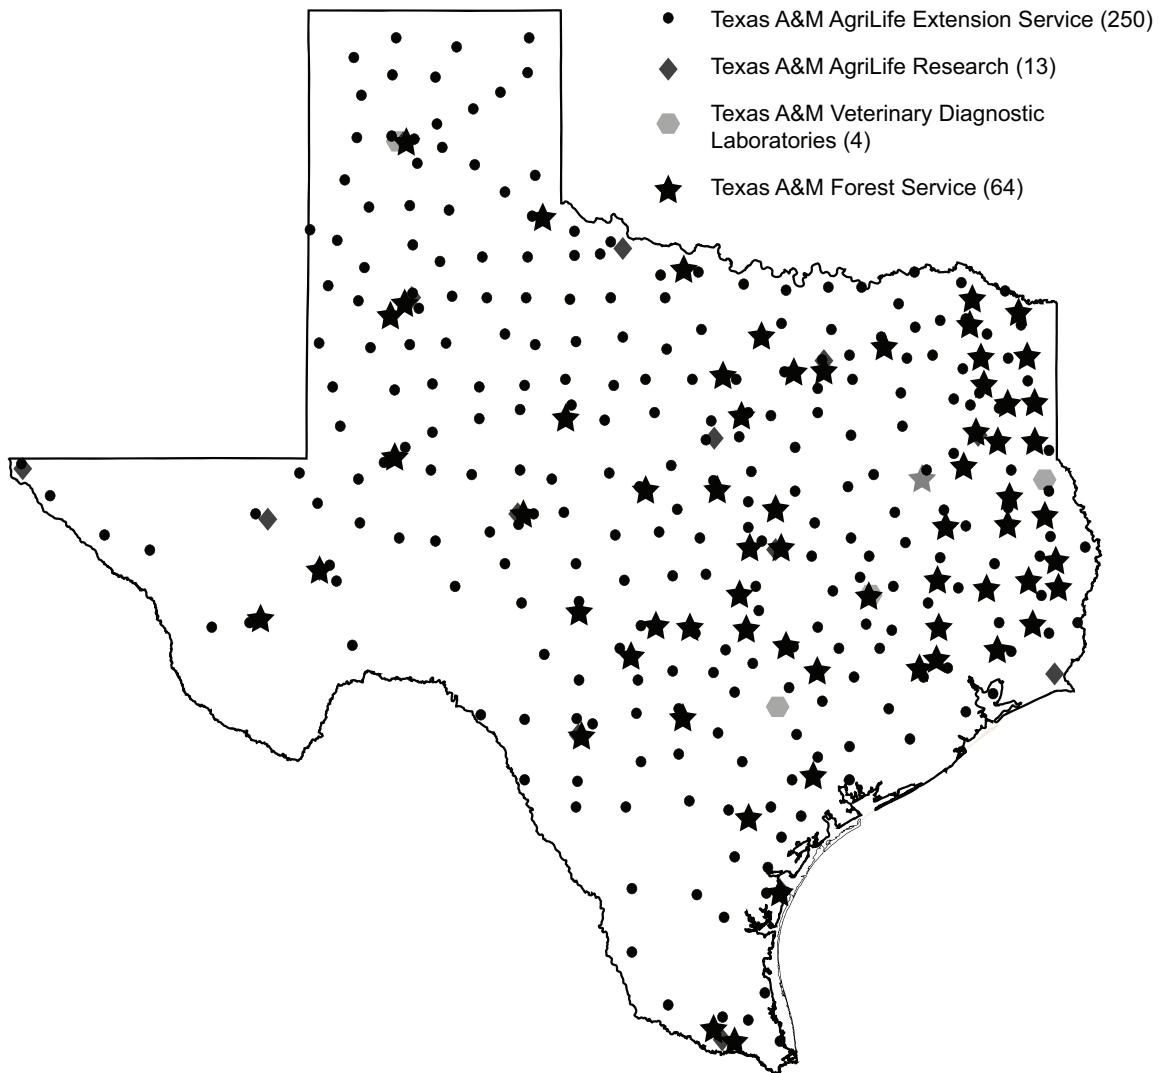 Texas A&M AgriLife Extension Service (250)
Texas A&M AgriLife Research (13)
Texas A&M Veterinary Diagnostic
Laboratories (4)
Texas A&M Forest Service (64)